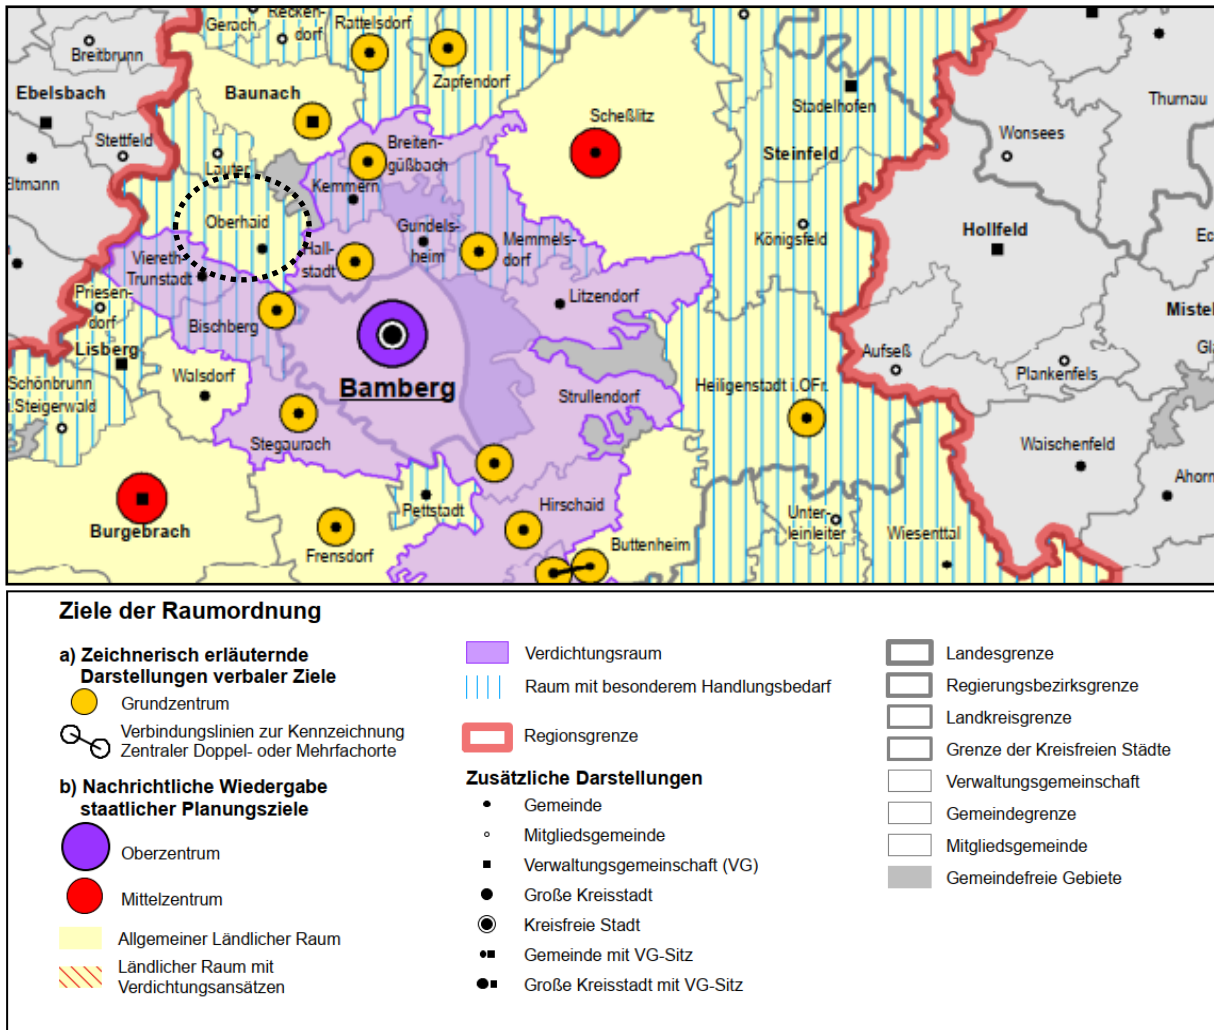 Gerach
Recken-
dorf
Rattelsdorf
Breitbrunn
Zapfendorf
Ebelsbach
Baunach
Scheßlitz
Stadelhofen
Thurnau
Stettfeld
Lauter
Breiten-
güßbach
Steinfeld
Wonsees
Eltmann
Kemmern
Oberhaid
Gundels-
heim
Memmels-
dorf
Königsfeld
Hollfeld
Ec
Viereth-
Trunstadt
Hall-
stadt
Priesen-
dorf
Litzendorf
Mistel
Bischberg
Lisberg
Aufseß
Gla
Schönbrunn
i.Steigerwald
Walsdorf
Bamberg
Strullendorf
Heiligenstadt i.OFr.
Plankenfels
Stegaurach
Waischenfeld
Ahorn
Burgebrach
Pettstadt
Hirschaid
Frensdorf
Buttenheim
Unter-
leinleiter
Wiesenttal
Ziele der Raumordnung
a) Zeichnerisch erläuternde
Darstellungen verbaler Ziele
Grundzentrum
Verbindungslinien zur Kennzeichnung
Zentraler Doppel- oder Mehrfachorte
b) Nachrichtliche Wiedergabe
staatlicher Planungsziele
Oberzentrum
Mittelzentrum
Allgemeiner Ländlicher Raum
Ländlicher Raum mit
Verdichtungsansätzen
Verdichtungsraum
Raum mit besonderem Handlungsbedarf
Regionsgrenze
Zusätzliche Darstellungen
Gemeinde
Mitgliedsgemeinde
Verwaltungsgemeinschaft (VG)
Große Kreisstadt
Kreisfreie Stadt
Gemeinde mit VG-Sitz
Große Kreisstadt mit VG-Sitz
Landesgrenze
Regierungsbezirksgrenze
Landkreisgrenze
Grenze der Kreisfreien Städte
Verwaltungsgemeinschaft
Gemeindegrenze
Mitgliedsgemeinde
Gemeindefreie Gebiete